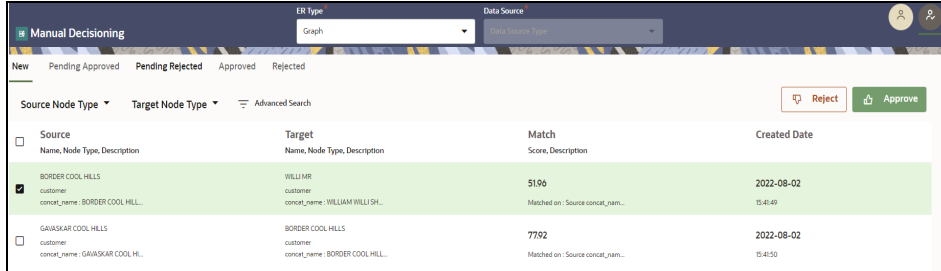 ER Type*
Data Source*
Manual Decisioning
Graph
Data Source Type
New Pending Approved Pending Rejected Approved Rejected
Source Node Type Target Node Type Advanced Search Reject Approve
Source Target Match Created Date
Name, Node Type, Description Name, Node Type, Description Score, Description
BORDER COOL HILLS WILLI MR
51.96 2022-08-02
customer customer
concat_name : BORDER COOL HILL... concat_name : WILLIAM WILLI SH... Matched on : Source concat_nam... 15:41:49
GAVASKAR COOL HILLS BORDER COOL HILLS
77.92 2022-08-02
customer customer
concat_name : GAVASKAR COOL HI... concat_name : BORDER COOL HILL... Matched on : Source concat_nam... 15:41:50